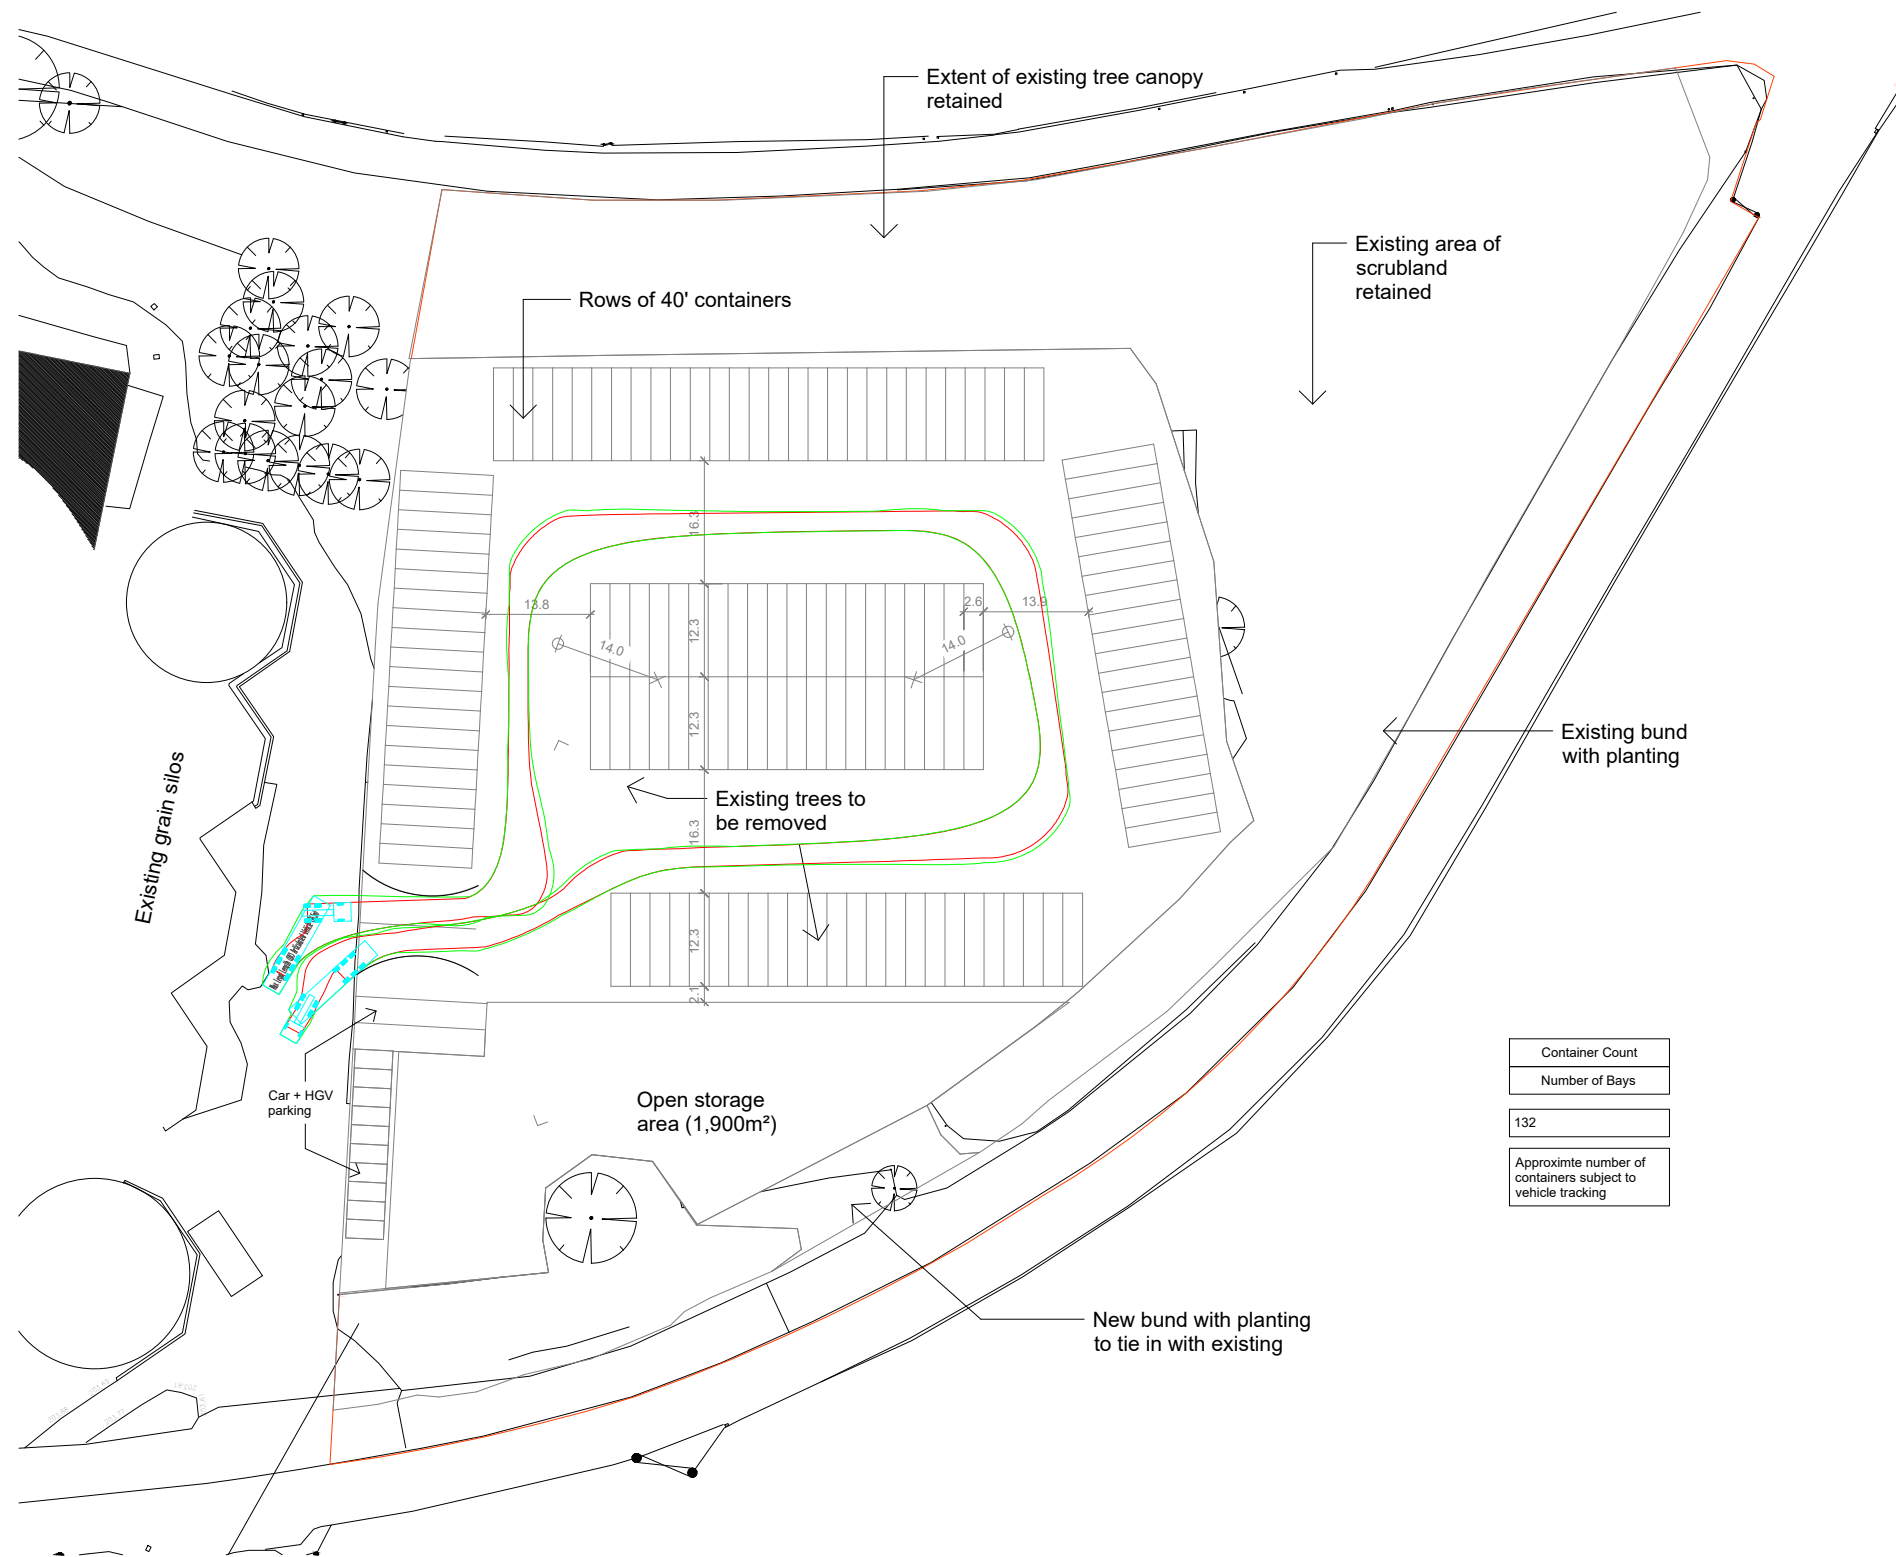 Extent of existing tree canopy
retained
Existing area of
scrubland
retained
Rows of 40' containers
16.3
13.8
2.6
13.9
12.3
14.0
14.0
12.3
Existing bund
with planting
Existing trees to
be removed
16.3
Existing grain silos
12.3
2.1
Car + HGV
parking
Open storage
area (1,900m²)
Container Count
Number of Bays
132
Approximte number of
containers subject to
vehicle tracking
New bund with planting
to tie in with existing